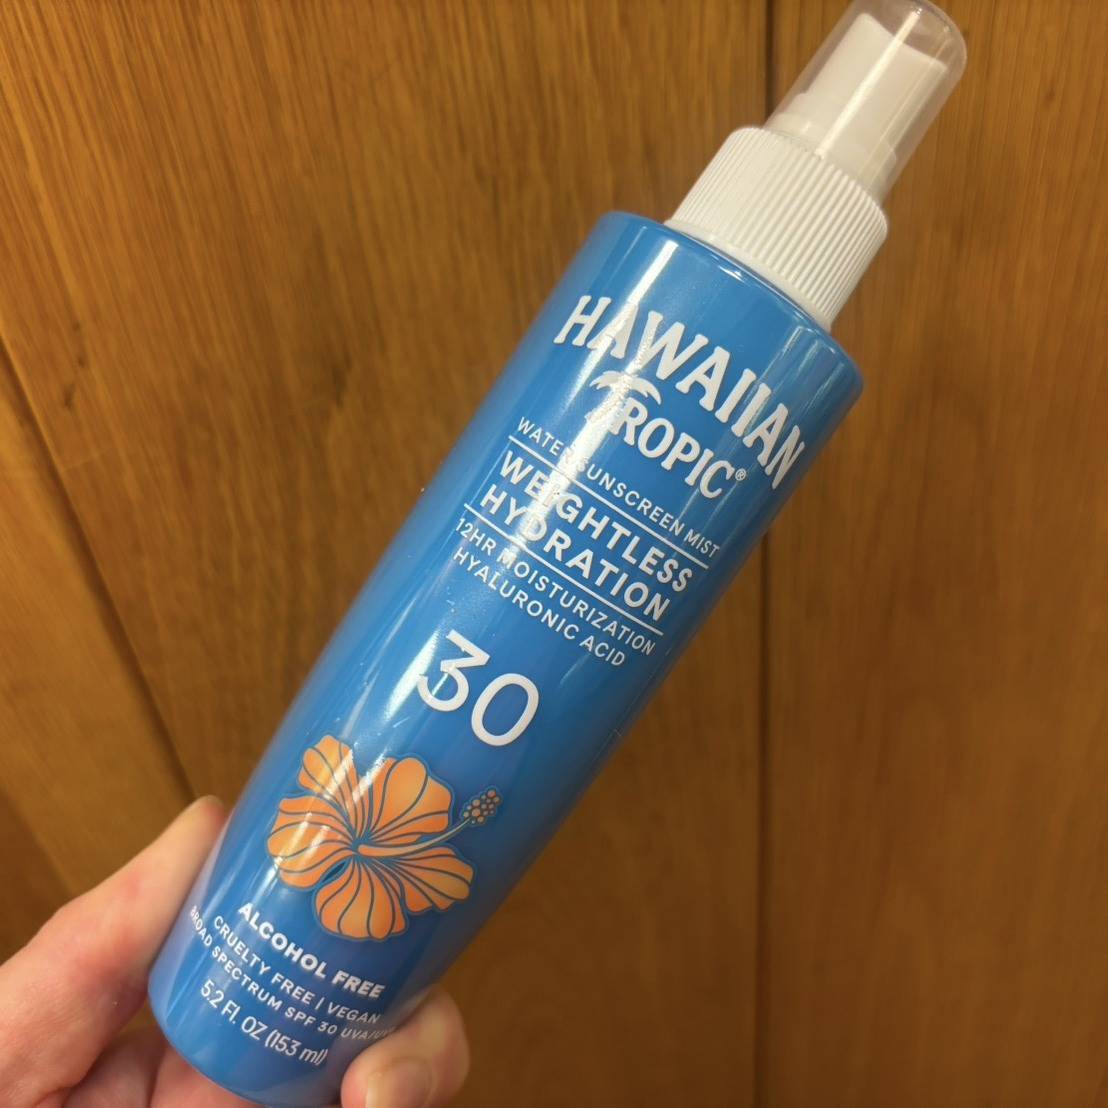 HAWAIIAN
TROPIC®
WATER SUNSCREEN MIST
WEIGHTLESS
HYDRATION
12HR MOISTURIZATION
HYALURONIC ACID
30
ALCOHOL FREE
CRUELTY FREE | VEGAN
BROAD SPECTRUM SPF 30
5.2 FL. OZ (153 ml)